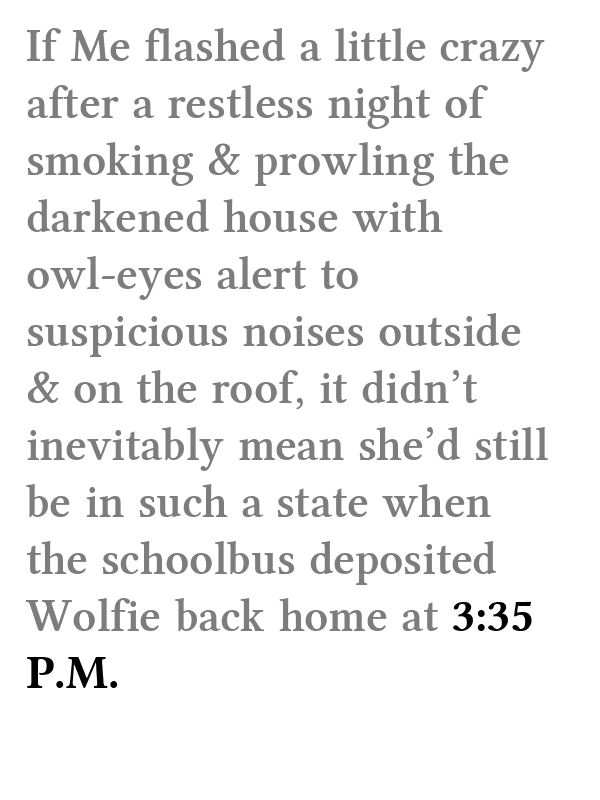 If Me flashed a little crazy
after a restless night of
smoking & prowling the
darkened house with
owl-eyes alert to
suspicious noises outside
& on the roof, it didn’t
inevitably mean she’d still
be in such a state when
the schoolbus deposited
Wolfie back home at 3:35
P.M.